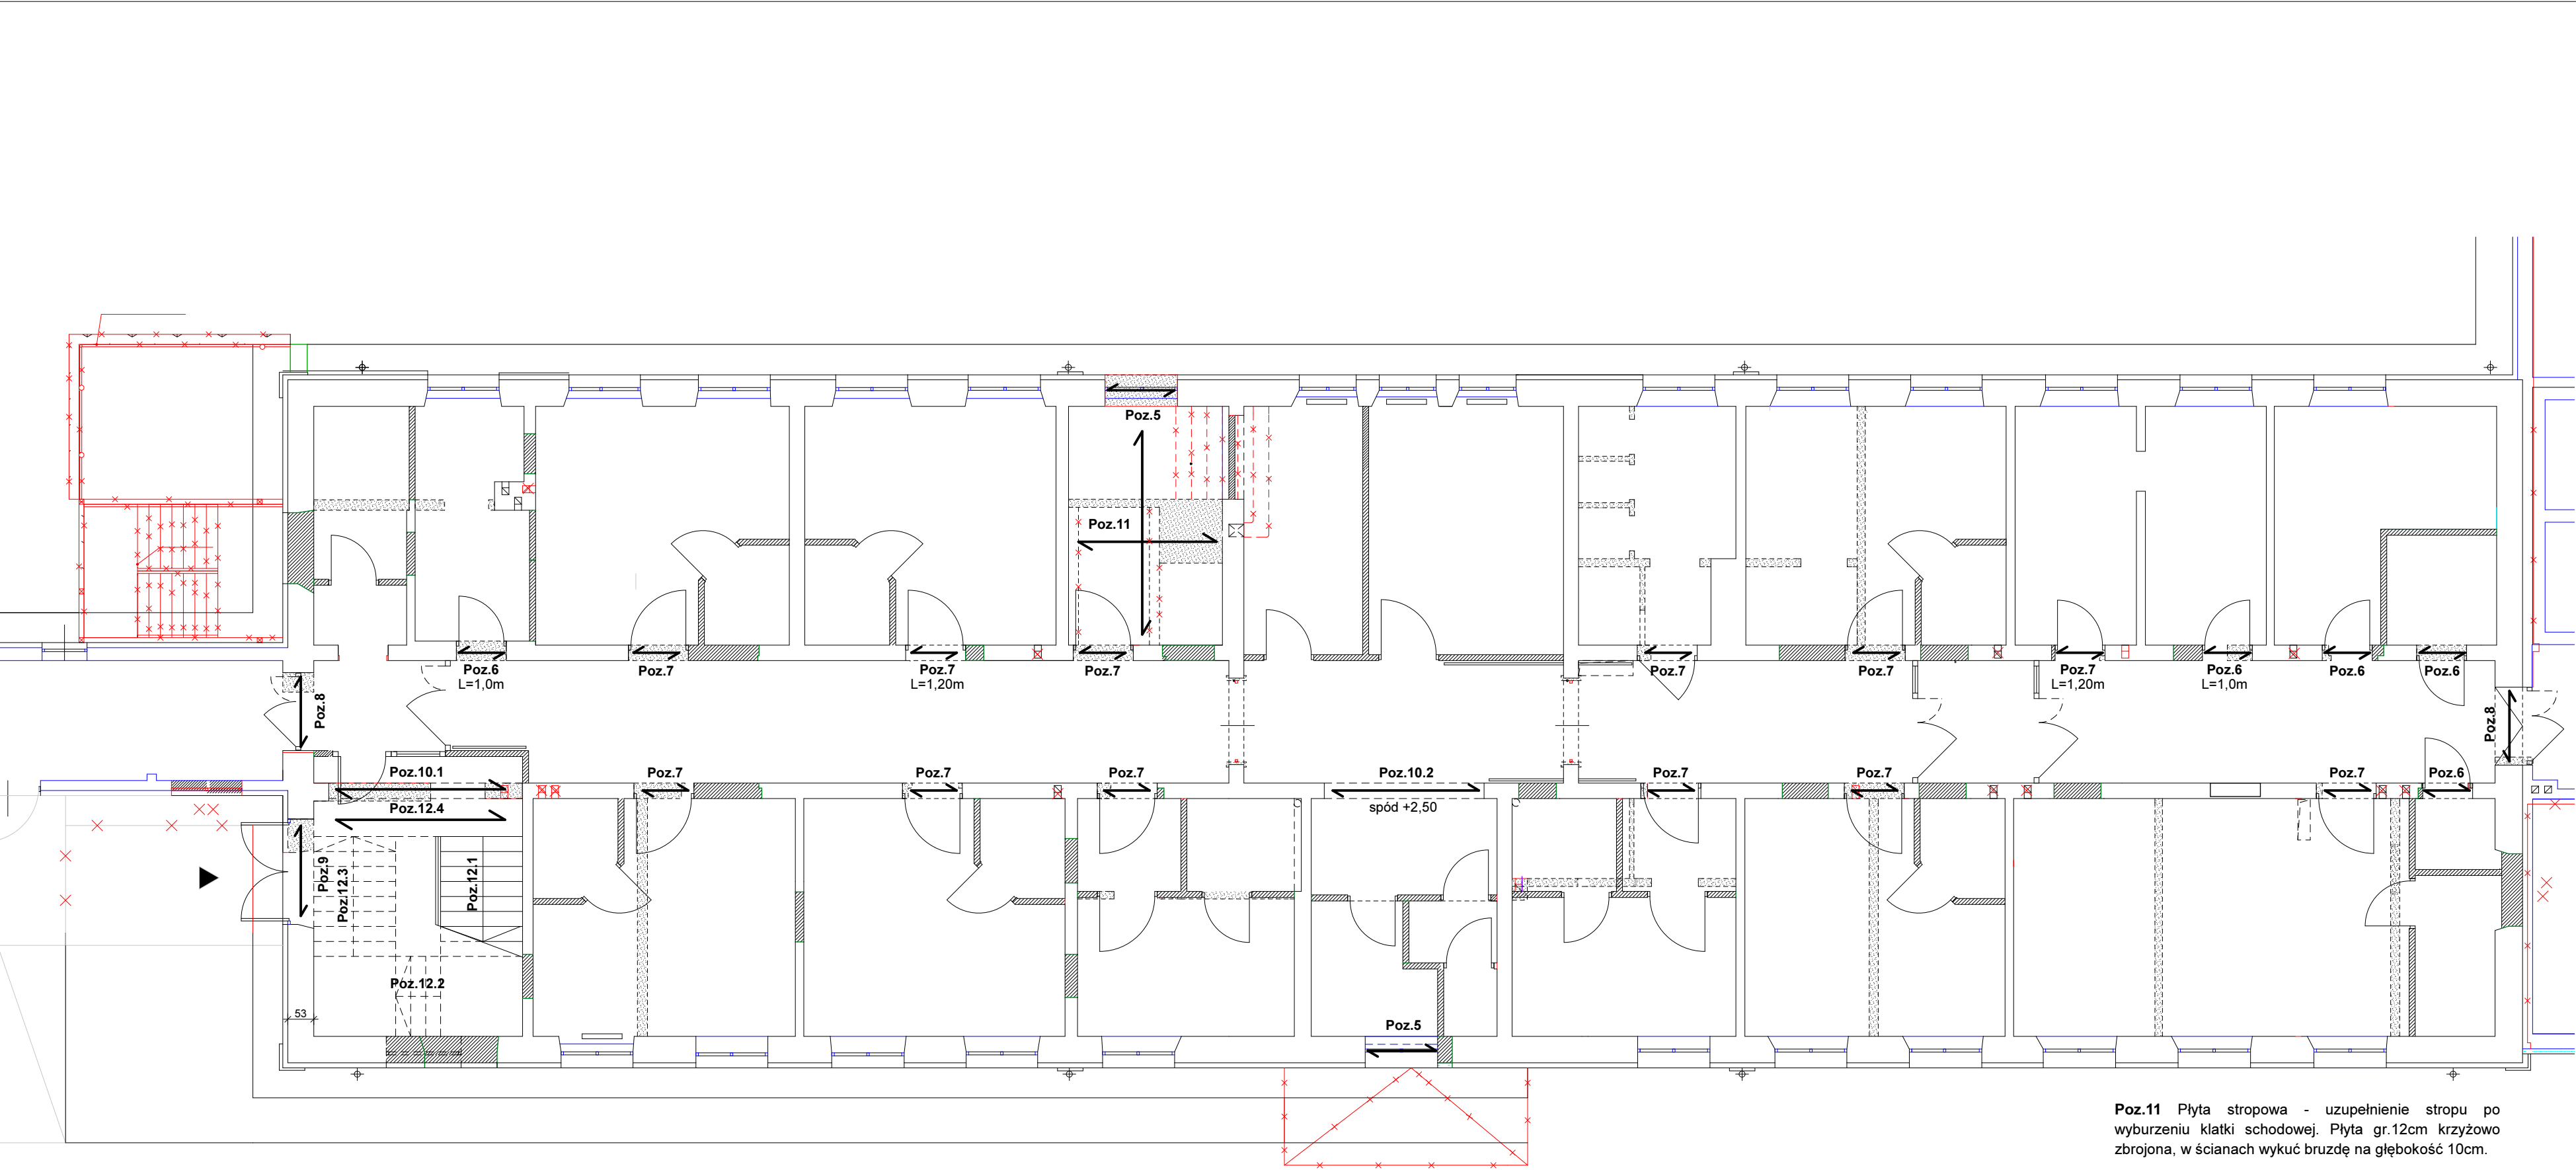 Poz.5
Poz.11
Poz.6
L=1,0m
Poz.7
Poz.7
L=1,20m
Poz.7
Poz.7
Poz.7
Poz.7
L=1,20m
Poz.6
L=1,0m
Poz.6
Poz.6
Poz.8
Poz.8
Poz.10.1
Poz.7
Poz.7
Poz.7
Poz.10.2
spód +2,50
Poz.7
Poz.7
Poz.7
Poz.6
Poz.12.4
Poz.9
Poz.12.3
Poz.12.1
Poz.12.2
53
Poz.5
Poz.11 Płyta stropowa - uzupełnienie stropu po
wyburzeniu klatki schodowej. Płyta gr.12cm krzyżowo
zbrojona, w ścianach wykuć bruzdę na głębokość 10cm.